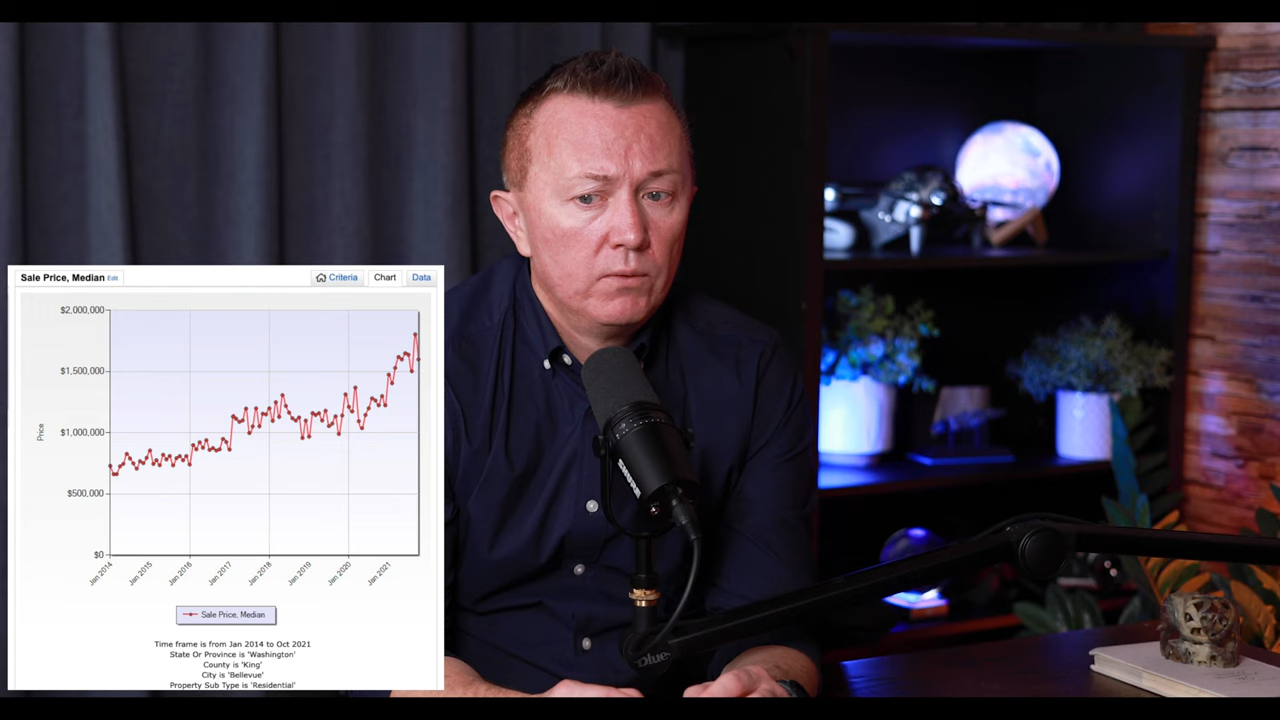 Sale Price, Median Edit
Criteria
Chart
Data
$2,000,000
$1,500,000
$1,000,000
$500,000
$0
Price
Jan 2014
Jan 2015
Jan 2016
Jan 2017
Jan 2018
Jan 2019
Jan 2020
Jan 2021
Sale Price, Median
Time frame is from Jan 2014 to Oct 2021
State Or Province is 'Washington'
County is 'King'
City is 'Bellevue'
Property Sub Type is 'Residential'
SHURE
Blue